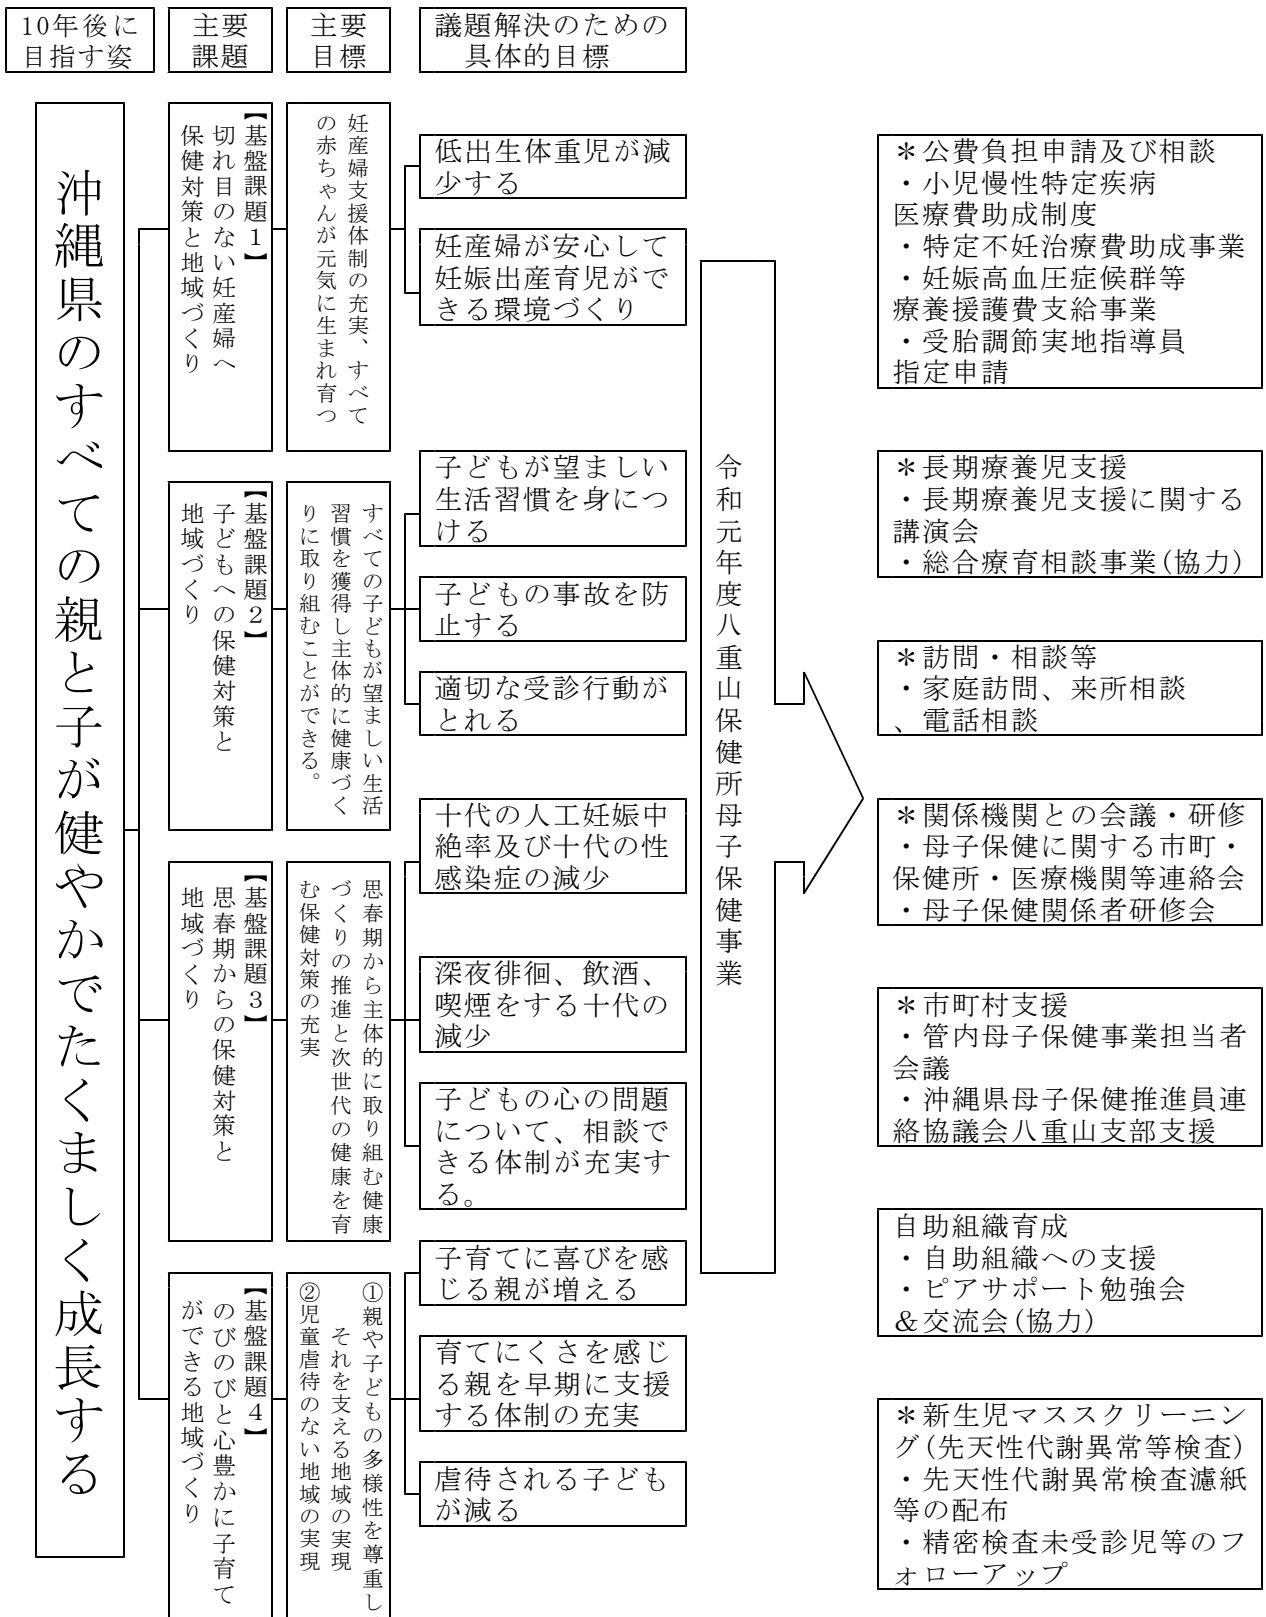 10年後に
目指す姿
主要
課題
主要
目標
議題解決のための
具体的目標
沖縄県のすべての親と子が健やかでたくましく成長する
【基盤課題１】
切れ目のない妊産婦へ
保健対策と地域づくり
妊産婦支援体制の充実、すべて
の赤ちゃんが元気に生まれ育つ
低出生体重児が減
少する
妊産婦が安心して
妊娠出産育児がで
きる環境づくり
【基盤課題２】
子どもへの保健対策と
地域づくり
すべての子どもが望ましい生活
習慣を獲得し主体的に健康づく
りに取り組むことができる。
子どもが望ましい
生活習慣を身につ
ける
子どもの事故を防
止する
適切な受診行動が
とれる
【基盤課題３】
思春期からの保健対策と
地域づくり
思春期から主体的に取り組む健康
づくりの推進と次世代の健康を育
む保健対策の充実
十代の人工妊娠中
絶率及び十代の性
感染症の減少
深夜徘徊、飲酒、
喫煙をする十代の
減少
子どもの心の問題
について、相談で
きる体制が充実す
る。
【基盤課題４】
のびのびと心豊かに子育て
ができる地域づくり
①親や子どもの多様性を尊重し
それを支える地域の実現
②児童虐待のない地域の実現
子育てに喜びを感
じる親が増える
育てにくさを感じ
る親を早期に支援
する体制の充実
虐待される子ども
が減る
令和元年度八重山保健所母子保健事業
＊公費負担申請及び相談
・小児慢性特定疾病
医療費助成制度
・特定不妊治療費助成事業
・妊娠高血圧症候群等
療養援護費支給事業
・受胎調節実地指導員
指定申請
＊長期療養児支援
・長期療養児支援に関する
講演会
・総合療育相談事業(協力)
＊訪問・相談等
・家庭訪問、来所相談
、電話相談
＊関係機関との会議・研修
・母子保健に関する市町・
保健所・医療機関等連絡会
・母子保健関係者研修会
＊市町村支援
・管内母子保健事業担当者
会議
・沖縄県母子保健推進員連
絡協議会八重山支部支援
自助組織育成
・自助組織への支援
・ピアサポート勉強会
＆交流会(協力)
＊新生児マススクリーニン
グ(先天性代謝異常等検査)
・先天性代謝異常検査濾紙
等の配布
・精密検査未受診児等のフ
ォローアップ